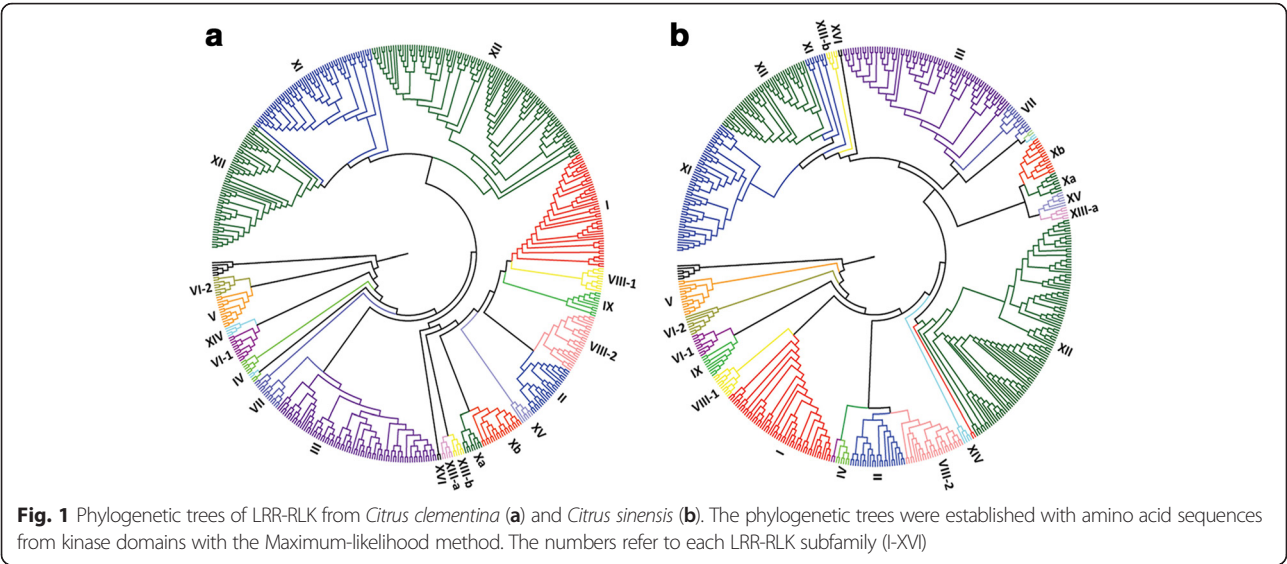 a
XII
XI
XII
I
VIII-1
IX
VIII-2
II
XV
Xb
Xa
XIII-b
XIII-a
XVI
III
VII
IV
VI-1
XIV
V
VI-2
b
III
VII
Xb
Xa
XV
XIII-a
XII
XIV
VIII-2
II
IV
I
VIII-1
IX
VI-1
VI-2
V
XI
XII
XI
XIII-b
XVI
Fig. 1 Phylogenetic trees of LRR-RLK from Citrus clementina (a) and Citrus sinensis (b). The phylogenetic trees were established with amino acid sequences
from kinase domains with the Maximum-likelihood method. The numbers refer to each LRR-RLK subfamily (I-XVI)